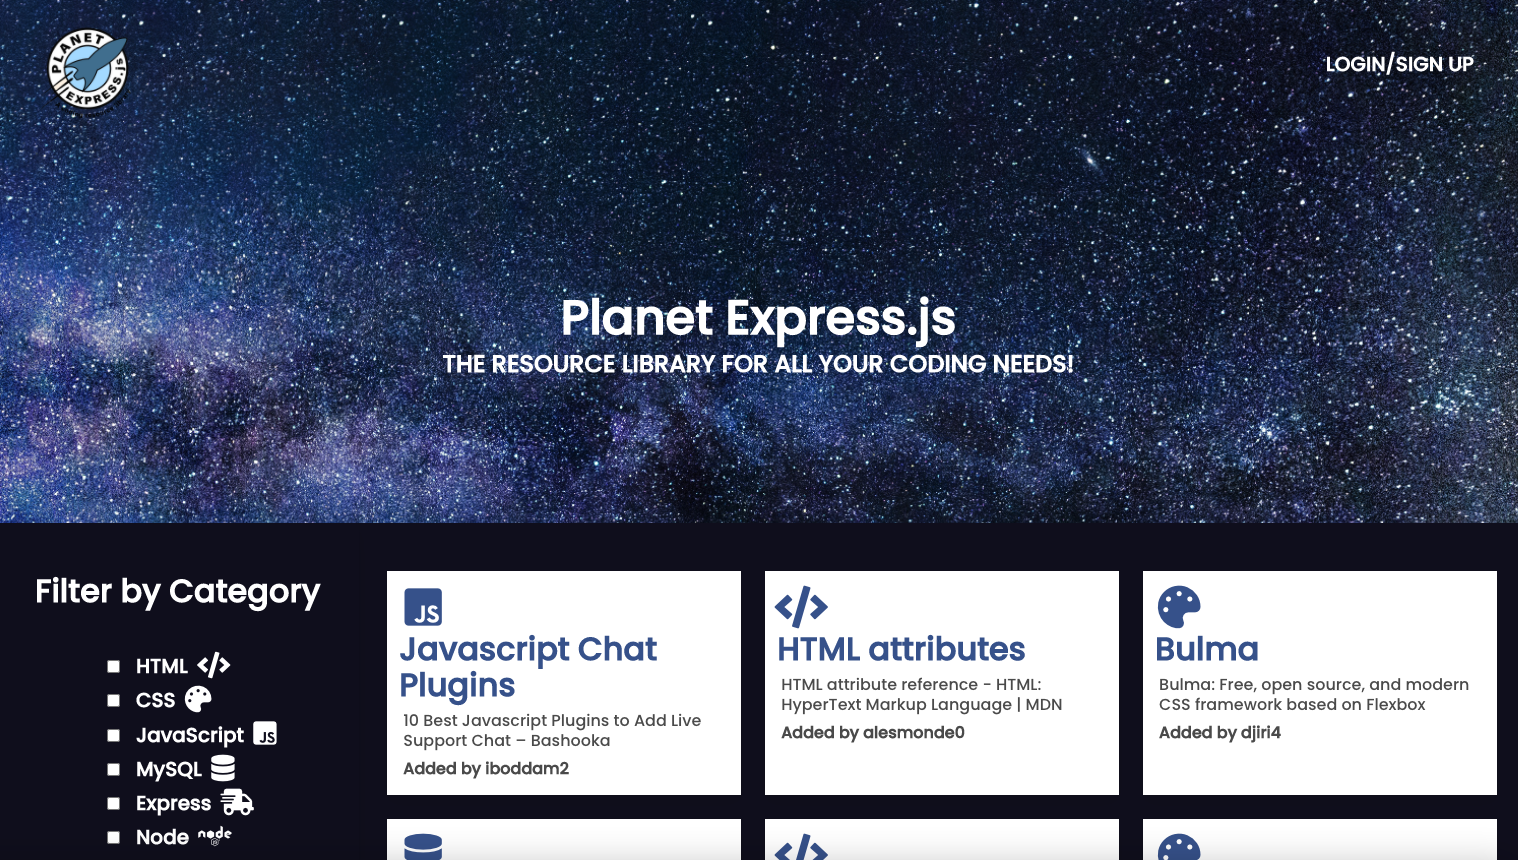 PLANET
EXPRESS.js
LOGIN/SIGN UP
Planet Express.js
THE RESOURCE LIBRARY FOR ALL YOUR CODING NEEDS!
Filter by Category
HTML
CSS
JavaScript JS
MySQL
Express
Node node
JS
Javascript Chat
Plugins
10 Best Javascript Plugins to Add Live
Support Chat – Bashooka
Added by iboddam2
HTML attributes
HTML attribute reference - HTML:
HyperText Markup Language | MDN
Added by alesmonde0
Bulma
Bulma: Free, open source, and modern
CSS framework based on Flexbox
Added by djiri4